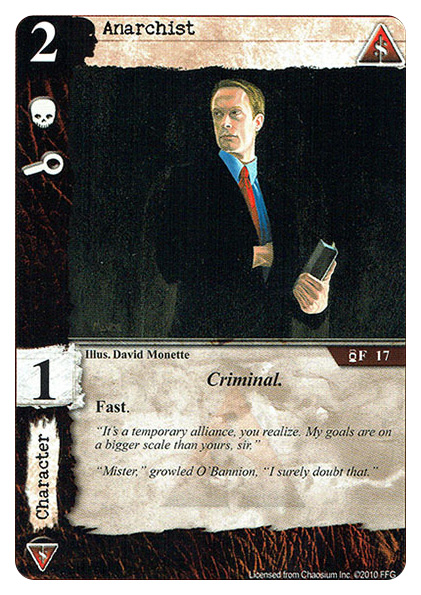 2
Anarchist
Illus. David Monette
F 17
1
Criminal.
Fast.
"It's a temporary alliance, you realize. My goals are on
a bigger scale than yours, sir."
"Mister," growled O'Bannion, "I surely doubt that."
Character
Licensed from Chaosium Inc. ©2010 FFG